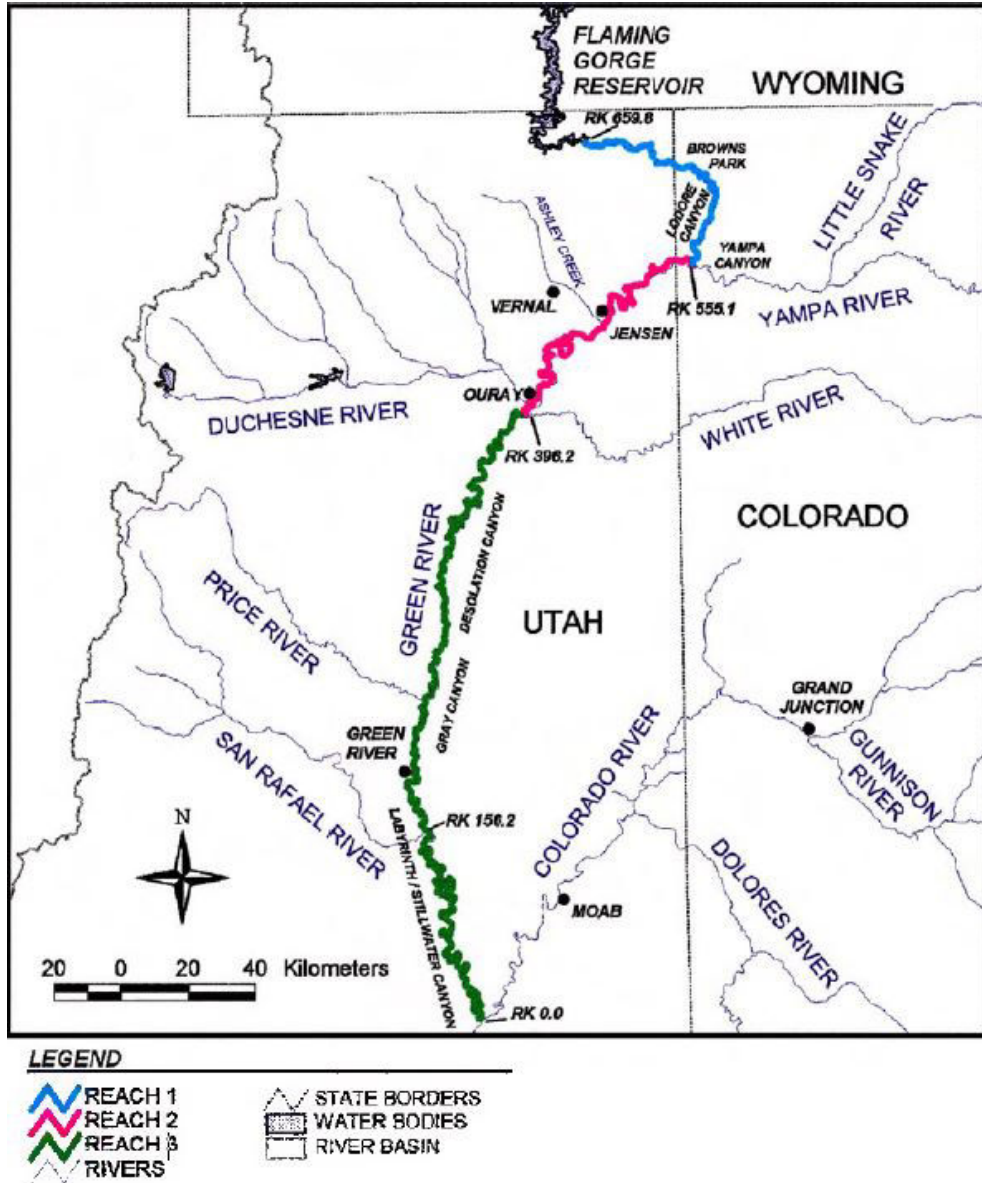 FLAMING
GORGE
RESERVOIR
WYOMING
RK 659.8
BROWNS
PARK
LITTLE SNAKE
RIVER
LODORE
CANYON
ASHLEY CREEK
YAMPA
CANYON
VERNAL
RK 555.1
YAMPA RIVER
JENSEN
OURAY
DUCHESNE RIVER
WHITE RIVER
RK 396.2
GREEN RIVER
DESOLATION CANYON
COLORADO
PRICE RIVER
UTAH
GRAY CANYON
GRAND
JUNCTION
GREEN
RIVER
SAN RAFAEL RIVER
COLORADO RIVER
GUNNISON
RIVER
RK 156.2
LABYRINTH / STILLWATER CANYON
N
DOLORES RIVER
MOAB
20 0 20 40 Kilometers
RK 0.0
LEGEND
REACH 1
REACH 2
REACH 3
RIVERS
STATE BORDERS
WATER BODIES
RIVER BASIN